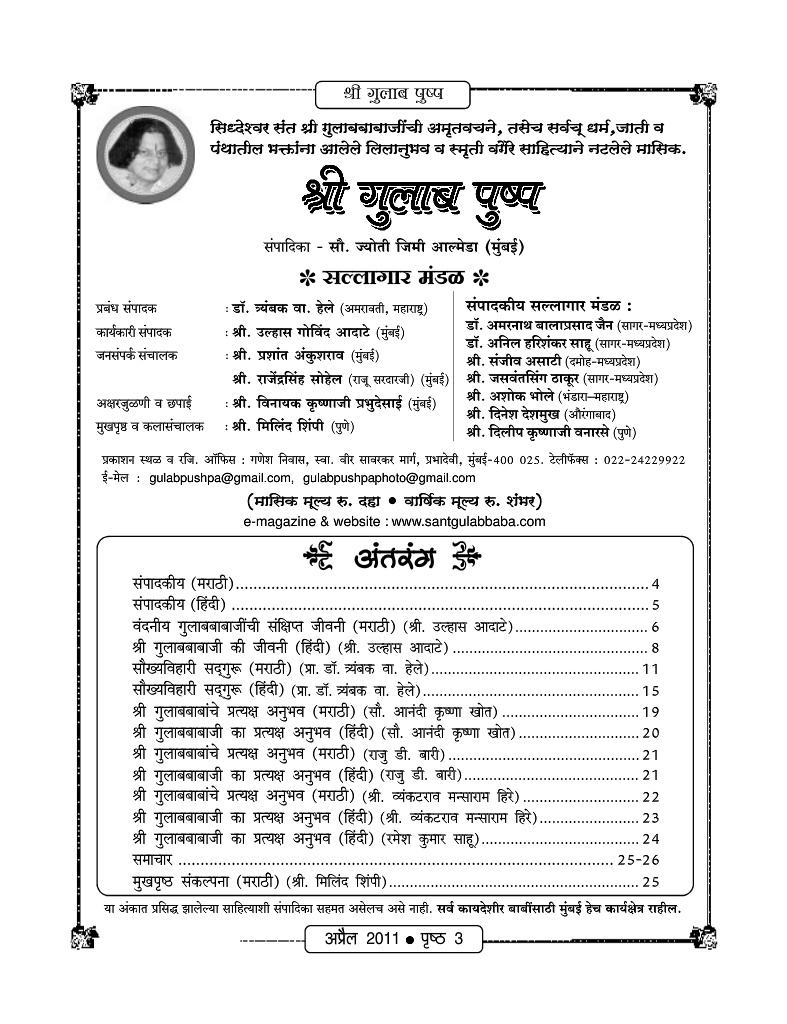 श्री गुलाब पुष्प
सिध्देश्वर संत श्री गुलाबबाबाजींची अमृतवचने, तसेच सर्वच् धर्म,जाती व
पंथातील भक्तांना आलेले लिलानुभव व स्मृती वगैरे साहित्याने नटलेले मासिक.
श्री गुलाब पुष्प
संपादिका - सौ. ज्योती जिमी आल्मेडा (मुंबई)
सल्लागार मंडळ
प्रबंध संपादक : डॉ. त्र्यंबक वा. हेले (अमरावती, महाराष्ट्र)
कार्यकारी संपादक : श्री. उल्हास गोविंद आदाटे (मुंबई)
जनसंपर्क संचालक : श्री. प्रशांत अंकुशराव (मुंबई)
श्री. राजेंद्रसिंह सोहेल (राजू सरदारजी) (मुंबई)
अक्षरजुळणी व छपाई : श्री. विनायक कृष्णाजी प्रभुदेसाई (मुंबई)
मुखपृष्ठ व कलासंचालक : श्री. मिलिंद शिंपी (पुणे)
संपादकीय सल्लागार मंडळ :
डॉ. अमरनाथ बालाप्रसाद जैन (सागर-मध्यप्रदेश)
डॉ. अनिल हरिशंकर साहू (सागर-मध्यप्रदेश)
श्री. संजीव असाटी (दमोह-मध्यप्रदेश)
श्री. जसवंतसिंग ठाकूर (सागर-मध्यप्रदेश)
श्री. अशोक भोले (भंडारा–महाराष्ट्र)
श्री. दिनेश देशमुख (औरंगाबाद)
श्री. दिलीप कृष्णाजी वनारसे (पुणे)
प्रकाशन स्थळ व रजि. ऑफिस : गणेश निवास, स्वा. वीर सावरकर मार्ग, प्रभादेवी, मुंबई-400 025. टेलीफॅक्स : 022-24229922
ई-मेल : gulabpushpa@gmail.com, gulabpushpaphoto@gmail.com
(मासिक मूल्य रु. दहा ● वार्षिक मूल्य रु. शंभर)
e-magazine & website : www.santgulabbaba.com
अंतरंग
संपादकीय (मराठी)........ 4
संपादकीय (हिंदी) ........ 5
वंदनीय गुलाबबाबाजींची संक्षिप्त जीवनी (मराठी) (श्री. उल्हास आदाटे)........ 6
श्री गुलाबबाबाजी की जीवनी (हिंदी) (श्री. उल्हास आदाटे) ........ 8
सौख्यविहारी सद्गुरू (मराठी) (प्रा. डॉ. त्र्यंबक वा. हेले)........ 11
सौख्यविहारी सद्गुरू (हिंदी) (प्रा. डॉ. त्र्यंबक वा. हेले)........ 15
श्री गुलाबबाबांचे प्रत्यक्ष अनुभव (मराठी) (सौ. आनंदी कृष्णा खोत) ........ 19
श्री गुलाबबाबाजी का प्रत्यक्ष अनुभव (हिंदी) (सौ. आनंदी कृष्णा खोत)........ 20
श्री गुलाबबाबांचे प्रत्यक्ष अनुभव (मराठी) (राजु डी. बारी)........ 21
श्री गुलाबबाबाजी का प्रत्यक्ष अनुभव (हिंदी) (राजु डी. बारी)........ 21
श्री गुलाबबाबांचे प्रत्यक्ष अनुभव (मराठी) (श्री. व्यंकटराव मन्साराम हिरे)........ 22
श्री गुलाबबाबाजी का प्रत्यक्ष अनुभव (हिंदी) (श्री. व्यंकटराव मन्साराम हिरे)........ 23
श्री गुलाबबाबाजी का प्रत्यक्ष अनुभव (हिंदी) (रमेश कुमार साहू)........ 24
समाचार ........ 25-26
मुखपृष्ठ संकल्पना (मराठी) (श्री. मिलिंद शिंपी)........ 25
या अंकात प्रसिद्ध झालेल्या साहित्याशी संपादिका सहमत असेलच असे नाही. सर्व कायदेशीर बाबींसाठी मुंबई हेच कार्यक्षेत्र राहील.
अप्रैल 2011 ● पृष्ठ 3